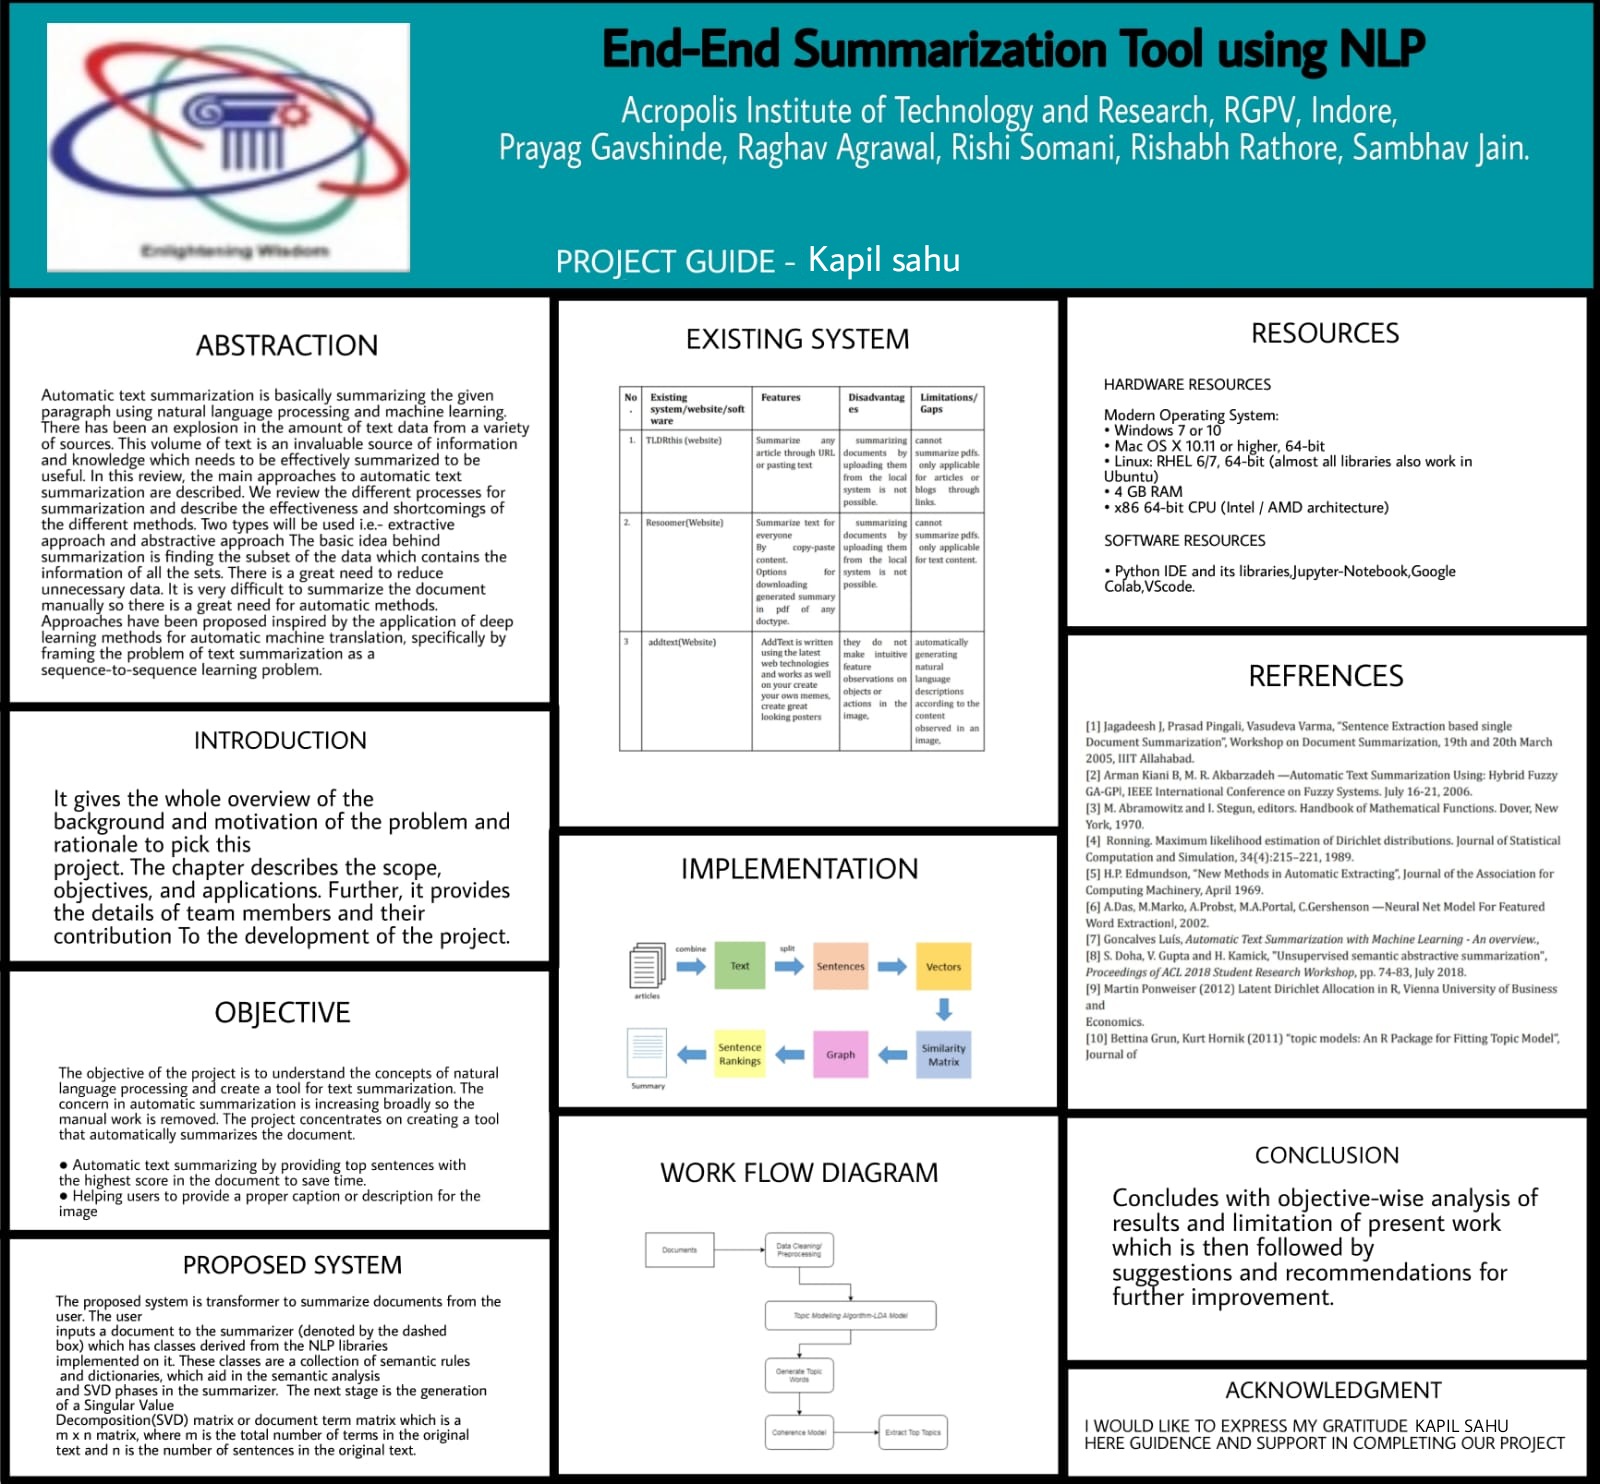 Enlightening Wisdom
End-End Summarization Tool using NLP
Acropolis Institute of Technology and Research, RGPV, Indore,
Prayag Gavshinde, Raghav Agrawal, Rishi Somani, Rishabh Rathore, Sambhav Jain.
PROJECT GUIDE - Kapil sahu
ABSTRACTION
Automatic text summarization is basically summarizing the given
paragraph using natural language processing and machine learning.
There has been an explosion in the amount of text data from a variety
of sources. This volume of text is an invaluable source of information
and knowledge which needs to be effectively summarized to be
useful. In this review, the main approaches to automatic text
summarization are described. We review the different processes for
summarization and describe the effectiveness and shortcomings of
the different methods. Two types will be used i.e.- extractive
approach and abstractive approach The basic idea behind
summarization is finding the subset of the data which contains the
information of all the sets. There is a great need to reduce
unnecessary data. It is very difficult to summarize the document
manually so there is a great need for automatic methods.
Approaches have been proposed inspired by the application of deep
learning methods for automatic machine translation, specifically by
framing the problem of text summarization as a
sequence-to-sequence learning problem.
INTRODUCTION
It gives the whole overview of the
background and motivation of the problem and
rationale to pick this
project. The chapter describes the scope,
objectives, and applications. Further, it provides
the details of team members and their
contribution To the development of the project.
OBJECTIVE
The objective of the project is to understand the concepts of natural
language processing and create a tool for text summarization. The
concern in automatic summarization is increasing broadly so the
manual work is removed. The project concentrates on creating a tool
that automatically summarizes the document.
● Automatic text summarizing by providing top sentences with
the highest score in the document to save time.
● Helping users to provide a proper caption or description for the
image
PROPOSED SYSTEM
The proposed system is transformer to summarize documents from the
user. The user
inputs a document to the summarizer (denoted by the dashed
box) which has classes derived from the NLP libraries
implemented on it. These classes are a collection of semantic rules
and dictionaries, which aid in the semantic analysis
and SVD phases in the summarizer. The next stage is the generation
of a Singular Value
Decomposition(SVD) matrix or document term matrix which is a
m x n matrix, where m is the total number of terms in the original
text and n is the number of sentences in the original text.
EXISTING SYSTEM
No
.
Existing
system/website/soft
ware
Features
Disadvantag
es
Limitations/
Gaps
1.
TLDRthis (website)
Summarize any
article through URL
or pasting text
summarizing
documents by
uploading them
from the local
system is not
possible.
cannot
summarize pdfs.
only applicable
for articles or
blogs through
links.
2.
Resoomer(Website)
Summarize text for
everyone
By copy-paste
content.
Options for
downloading
generated summary
in pdf of any
doctype.
summarizing
documents by
uploading them
from the local
system is not
possible.
cannot
summarize pdfs.
only applicable
for text content.
3
addtext(Website)
AddText is written
using the latest
web technologies
and works as well
on your create
your own memes,
create great
looking posters
they do not
make intuitive
feature
observations on
objects or
actions in the
image,
automatically
generating
natural
language
descriptions
according to the
content
observed in an
image,
IMPLEMENTATION
combine
split
articles
Text
Sentences
Vectors
Summary
Sentence
Rankings
Graph
Similarity
Matrix
WORK FLOW DIAGRAM
Documents
Data Cleaning/
Preprocessing
Topic Modeling Algorithm-LDA Model
Generate Topic
Words
Coherence Model
Extract Top Topics
RESOURCES
HARDWARE RESOURCES
Modern Operating System:
• Windows 7 or 10
• Mac OS X 10.11 or higher, 64-bit
• Linux: RHEL 6/7, 64-bit (almost all libraries also work in
Ubuntu)
• 4 GB RAM
• x86 64-bit CPU (Intel / AMD architecture)
SOFTWARE RESOURCES
• Python IDE and its libraries,Jupyter-Notebook,Google
Colab,VScode.
REFRENCES
[1] Jagadeesh J, Prasad Pingali, Vasudeva Varma, "Sentence Extraction based single
Document Summarization", Workshop on Document Summarization, 19th and 20th March
2005, IIIT Allahabad.
[2] Arman Kiani B, M. R. Akbarzadeh —Automatic Text Summarization Using: Hybrid Fuzzy
GA-GP‖, IEEE International Conference on Fuzzy Systems. July 16-21, 2006.
[3] M. Abramowitz and I. Stegun, editors. Handbook of Mathematical Functions. Dover, New
York, 1970.
[4] Ronning. Maximum likelihood estimation of Dirichlet distributions. Journal of Statistical
Computation and Simulation, 34(4):215–221, 1989.
[5] H.P. Edmundson, "New Methods in Automatic Extracting", Journal of the Association for
Computing Machinery, April 1969.
[6] A.Das, M.Marko, A.Probst, M.A.Portal, C.Gershenson —Neural Net Model For Featured
Word Extraction‖, 2002.
[7] Goncalves Luís, Automatic Text Summarization with Machine Learning - An overview.,
[8] S. Doha, V. Gupta and H. Kamick, "Unsupervised semantic abstractive summarization",
Proceedings of ACL 2018 Student Research Workshop, pp. 74-83, July 2018.
[9] Martin Ponweiser (2012) Latent Dirichlet Allocation in R, Vienna University of Business
and
Economics.
[10] Bettina Grun, Kurt Hornik (2011) "topic models: An R Package for Fitting Topic Model",
Journal of
CONCLUSION
Concludes with objective-wise analysis of
results and limitation of present work
which is then followed by
suggestions and recommendations for
further improvement.
ACKNOWLEDGMENT
I WOULD LIKE TO EXPRESS MY GRATITUDE KAPIL SAHU
HERE GUIDENCE AND SUPPORT IN COMPLETING OUR PROJECT